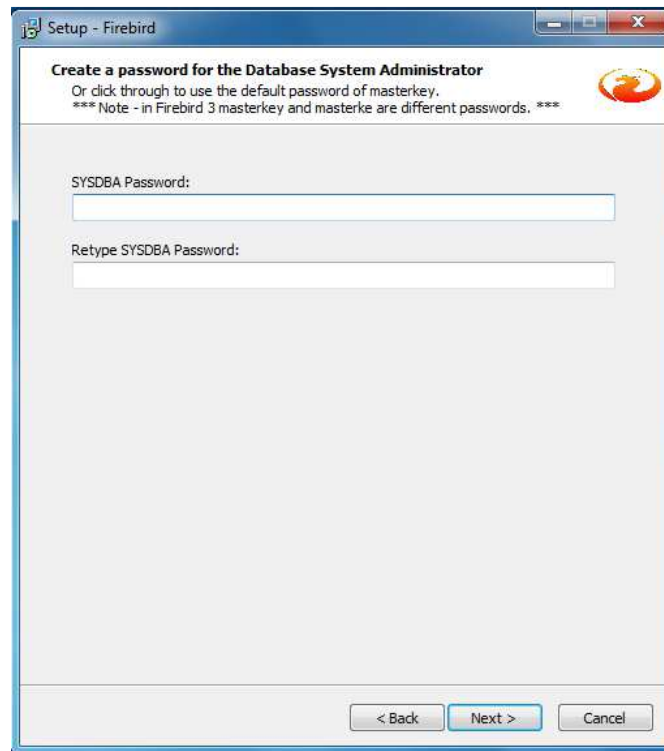 Setup - Firebird
Create a password for the Database System Administrator
Or click through to use the default password of masterkey.
*** Note - in Firebird 3 masterkey and masterke are different passwords. ***
SYSDBA Password:
Retype SYSDBA Password:
< Back Next > Cancel